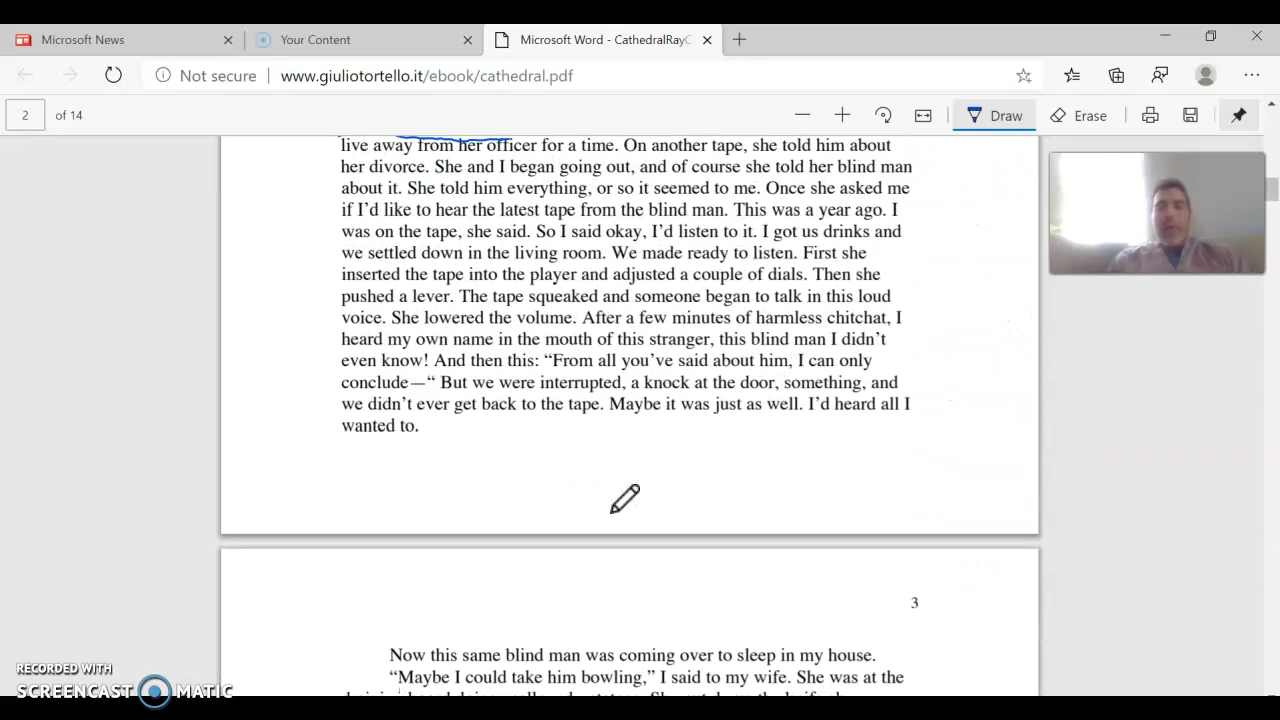 Microsoft News
Your Content
Microsoft Word - CathedralRayC
Not secure
www.giuliotortello.it/ebook/cathedral.pdf
2 of 14
Draw
Erase
live away from her officer for a time. On another tape, she told him about
her divorce. She and I began going out, and of course she told her blind man
about it. She told him everything, or so it seemed to me. Once she asked me
if I’d like to hear the latest tape from the blind man. This was a year ago. I
was on the tape, she said. So I said okay, I’d listen to it. I got us drinks and
we settled down in the living room. We made ready to listen. First she
inserted the tape into the player and adjusted a couple of dials. Then she
pushed a lever. The tape squeaked and someone began to talk in this loud
voice. She lowered the volume. After a few minutes of harmless chitchat, I
heard my own name in the mouth of this stranger, this blind man I didn’t
even know! And then this: “From all you’ve said about him, I can only
conclude—“ But we were interrupted, a knock at the door, something, and
we didn’t ever get back to the tape. Maybe it was just as well. I’d heard all I
wanted to.
3
Now this same blind man was coming over to sleep in my house.
“Maybe I could take him bowling,” I said to my wife. She was at the
RECORDED WITH
SCREENCAST MATIC